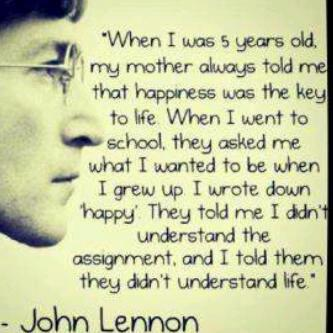 "When I was 5 years old,
my mother always told me
that happiness was the key
to life. When I went to
school, they asked me
what I wanted to be when
I grew up. I wrote down
'happy'. They told me I didn't
understand the
assignment, and I told them
they didn't understand life."
- John Lennon